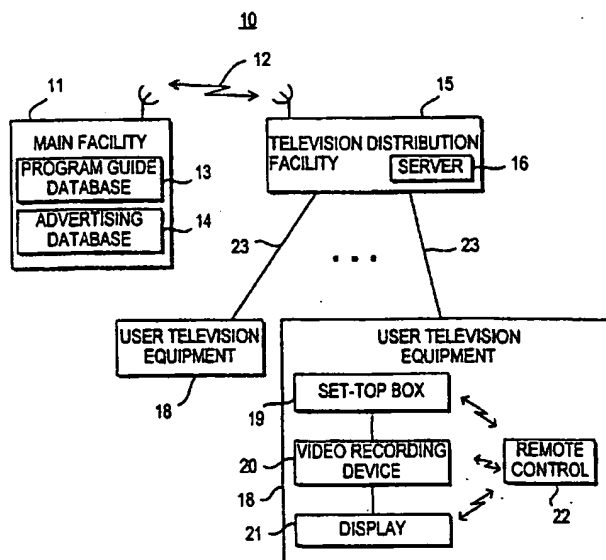 10
12
11
15
MAIN FACILITY
PROGRAM GUIDE
DATABASE
13
ADVERTISING
DATABASE
14
TELEVISION DISTRIBUTION
FACILITY
SERVER
16
23
23
USER TELEVISION
EQUIPMENT
18
USER TELEVISION
EQUIPMENT
SET-TOP BOX
19
VIDEO RECORDING
DEVICE
20
REMOTE
CONTROL
22
18
DISPLAY
21